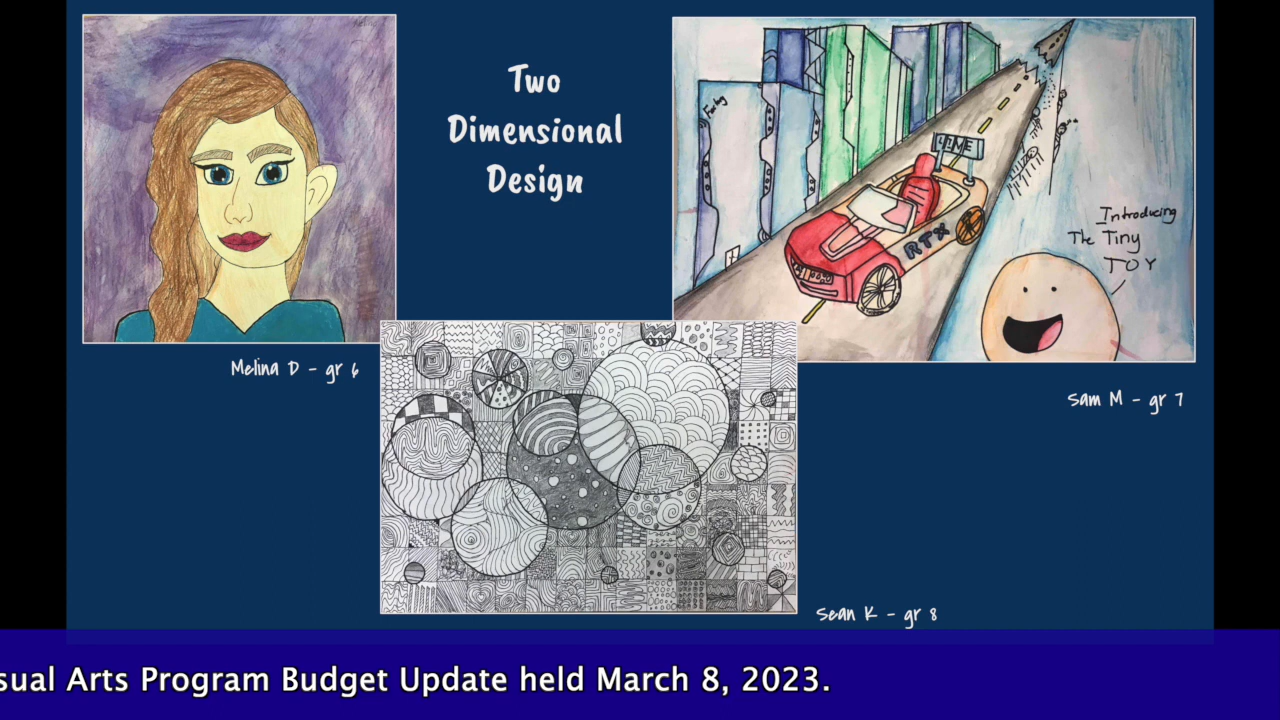 Two
Dimensional
Design
Melina D - gr 6
LIME
RTX
Introducing
The Tiny
TOY
Sam M - gr 7
Sean K - gr 8
sual Arts Program Budget Update held March 8, 2023.